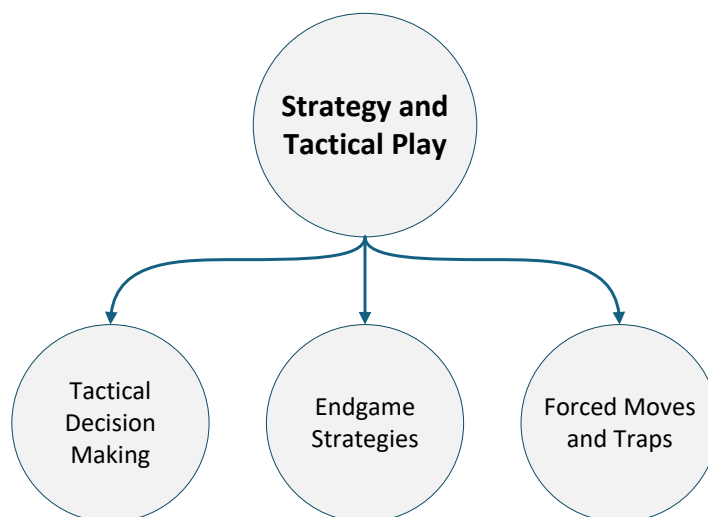 Strategy and
Tactical Play
Tactical
Decision
Making
Endgame
Strategies
Forced Moves
and Traps